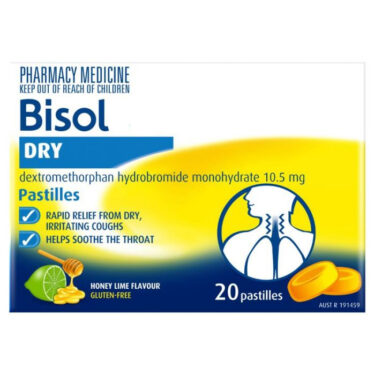 PHARMACY MEDICINE
KEEP OUT OF REACH OF CHILDREN
Bisol
DRY
dextromethorphan hydrobromide monohydrate 10.5 mg
Pastilles
RAPID RELIEF FROM DRY,
IRRITATING COUGHS
HELPS SOOTHE THE THROAT
HONEY LIME FLAVOUR
GLUTEN-FREE
20 pastilles
AUST R 191459